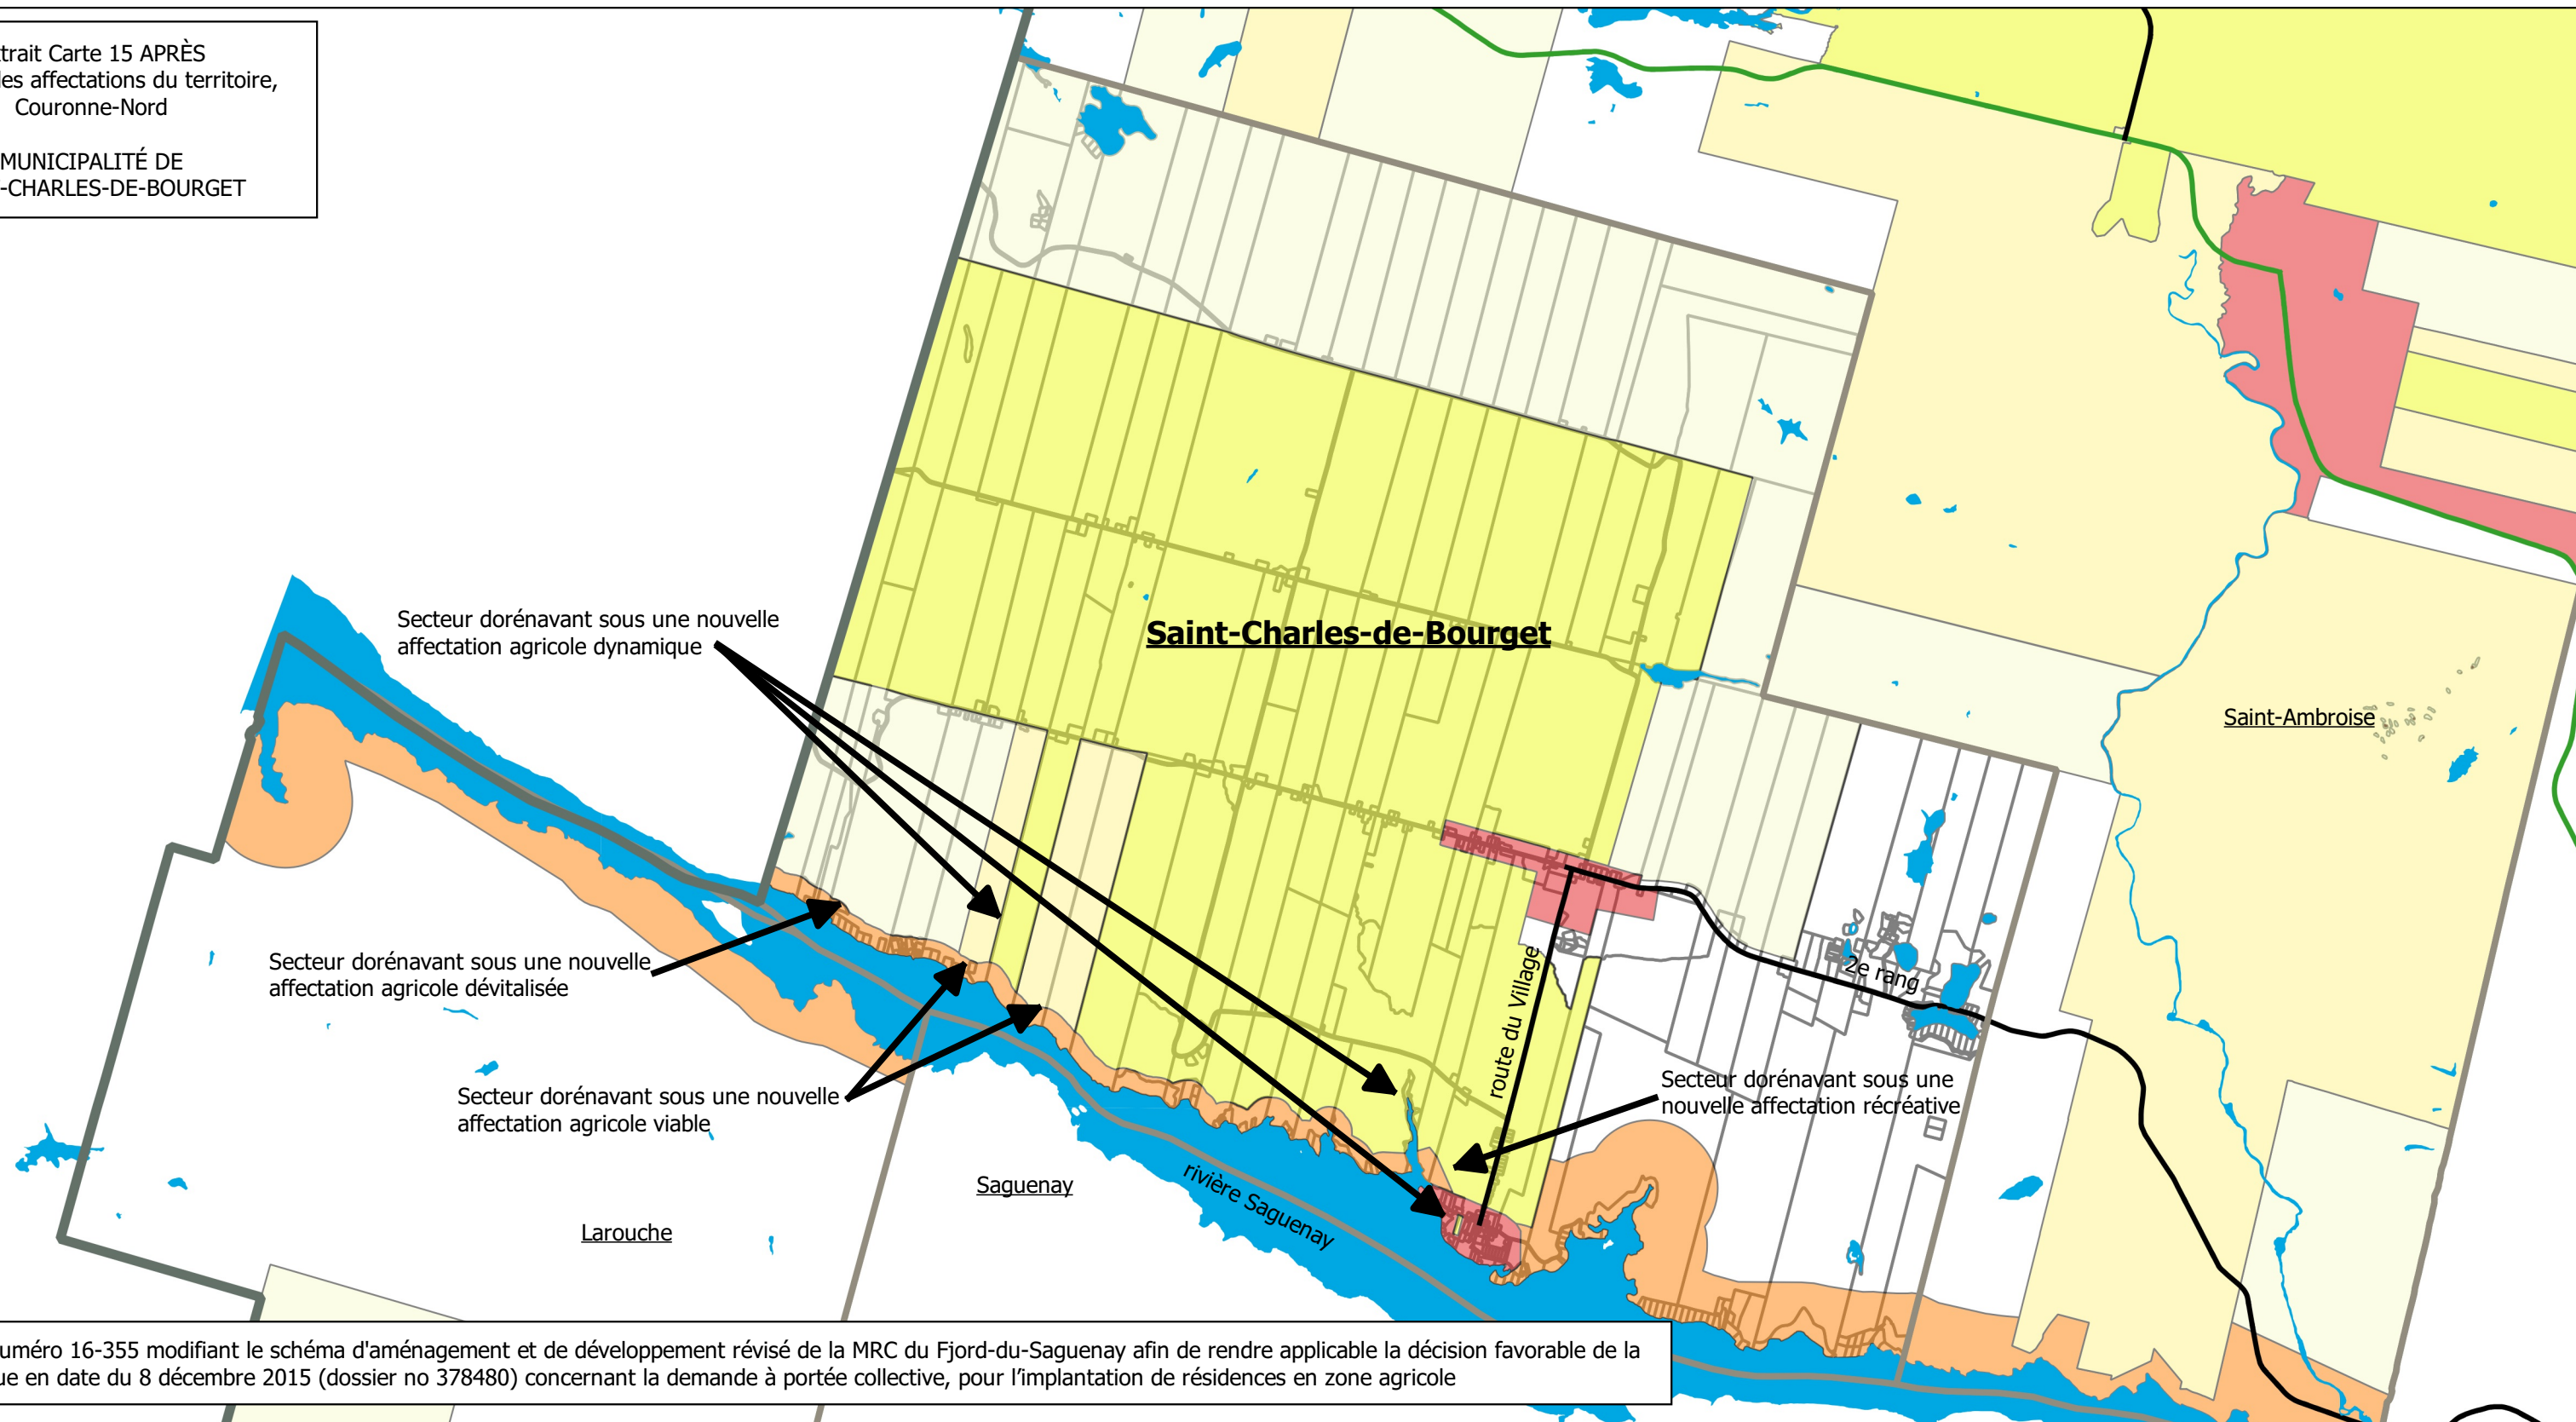 trait Carte 15 APRÈS
les affectations du territoire,
Couronne-Nord
MUNICIPALITÉ DE
-CHARLES-DE-BOURGET
Secteur dorénavant sous une nouvelle
affectation agricole dynamique
Saint-Charles-de-Bourget
Saint-Ambroise
Secteur dorénavant sous une nouvelle
affectation agricole dévitalisée
2e rang
route du Village
Secteur dorénavant sous une nouvelle
affectation agricole viable
Secteur dorénavant sous une
nouvelle affectation récréative
Saguenay
rivière Saguenay
Larouche
uméro 16-355 modifiant le schéma d'aménagement et de développement révisé de la MRC du Fjord-du-Saguenay afin de rendre applicable la décision favorable de la
ue en date du 8 décembre 2015 (dossier no 378480) concernant la demande à portée collective, pour l'implantation de résidences en zone agricole